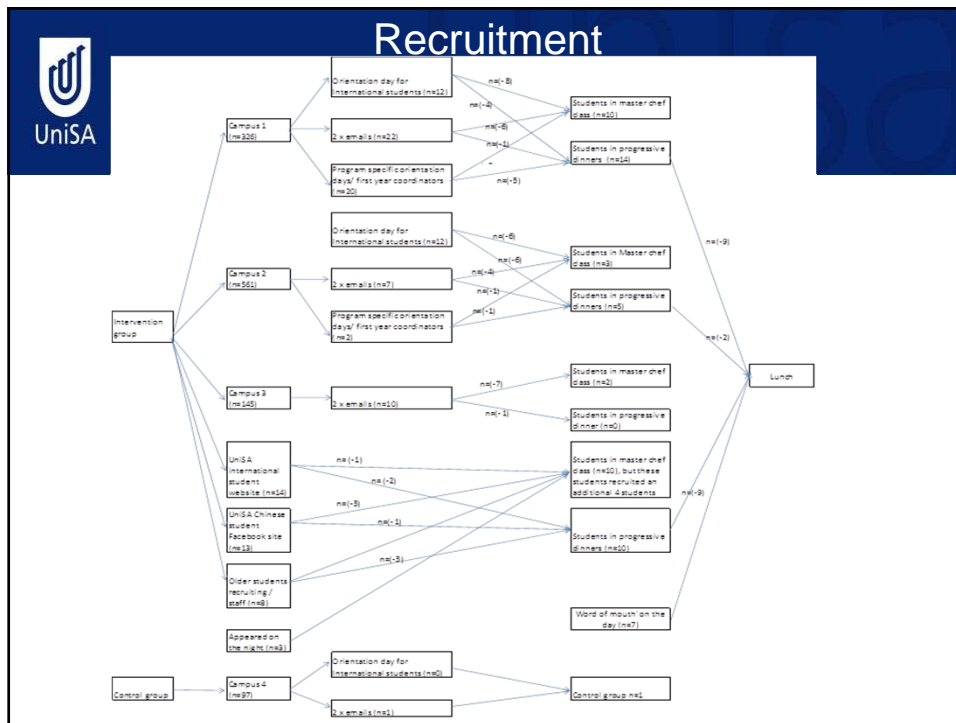 Recruitment
UniSA
Orientation day for
International students (n=12)
n=(-8)
n=(-4)
Students in master chef
class (n=10)
Campus 1
(n=326)
2 x emails (n=22)
n=(-6)
n=(-1)
Students in progressive
dinners (n=14)
Program specific orientation
days/ first year coordinators
(n=20)
n=(-5)
n=(-9)
Orientation day for
International students (n=12)
n=(-6)
n=(-6)
Students in Master chef
class (n=3)
Campus 2
(n=561)
2 x emails (n=7)
n=(-4)
n=(-1)
Students in progressive
dinners (n=5)
Program specific orientation
days/ first year coordinators
(n=2)
n=(-1)
n=(-2)
Intervention
group
Lunch
Campus 3
(n=145)
2 x emails (n=10)
n=(-7)
Students in master chef
class (n=2)
n=(-1)
Students in progressive
dinner (n=0)
UniSA
international
student
website (n=14)
n= (-1)
n= (-2)
Students in master chef
class (n=10), but these
students recruited an
additional 4 students
n=(-9)
UniSA Chinese
student
Facebook site
(n=13)
n=(-3)
n=(-1)
Students in progressive
dinners (n=10)
Older students
recruiting /
staff (n=8)
n=(-3)
'Word of mouth' on the
day (n=7)
Appeared on
the night (n=3)
Control group
Campus 4
(n=97)
Orientation day for
International students (n=0)
2 x emails (n=1)
Control group n=1